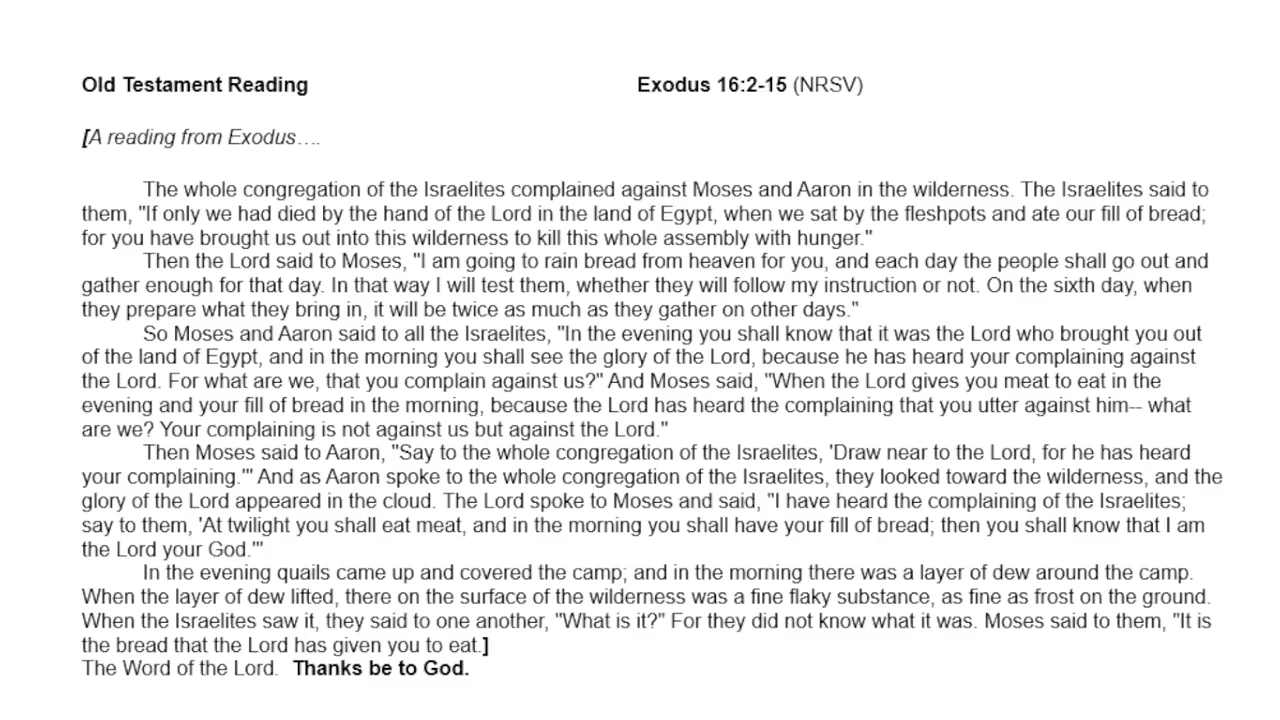 Old Testament Reading Exodus 16:2-15 (NRSV)
[A reading from Exodus….
The whole congregation of the Israelites complained against Moses and Aaron in the wilderness. The Israelites said to
them, "If only we had died by the hand of the Lord in the land of Egypt, when we sat by the fleshpots and ate our fill of bread;
for you have brought us out into this wilderness to kill this whole assembly with hunger."
Then the Lord said to Moses, "I am going to rain bread from heaven for you, and each day the people shall go out and
gather enough for that day. In that way I will test them, whether they will follow my instruction or not. On the sixth day, when
they prepare what they bring in, it will be twice as much as they gather on other days."
So Moses and Aaron said to all the Israelites, "In the evening you shall know that it was the Lord who brought you out
of the land of Egypt, and in the morning you shall see the glory of the Lord, because he has heard your complaining against
the Lord. For what are we, that you complain against us?" And Moses said, "When the Lord gives you meat to eat in the
evening and your fill of bread in the morning, because the Lord has heard the complaining that you utter against him-- what
are we? Your complaining is not against us but against the Lord."
Then Moses said to Aaron, "Say to the whole congregation of the Israelites, 'Draw near to the Lord, for he has heard
your complaining.'" And as Aaron spoke to the whole congregation of the Israelites, they looked toward the wilderness, and the
glory of the Lord appeared in the cloud. The Lord spoke to Moses and said, "I have heard the complaining of the Israelites;
say to them, 'At twilight you shall eat meat, and in the morning you shall have your fill of bread; then you shall know that I am
the Lord your God.'"
In the evening quails came up and covered the camp; and in the morning there was a layer of dew around the camp.
When the layer of dew lifted, there on the surface of the wilderness was a fine flaky substance, as fine as frost on the ground.
When the Israelites saw it, they said to one another, "What is it?" For they did not know what it was. Moses said to them, "It is
the bread that the Lord has given you to eat.]
The Word of the Lord. Thanks be to God.